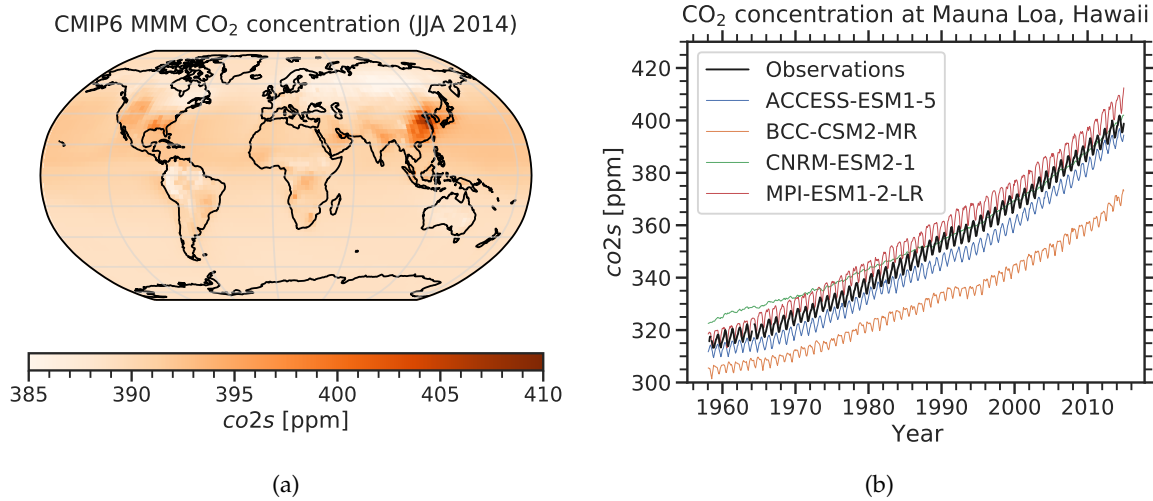 CMIP6 MMM CO₂ concentration (JJA 2014)
385 390 395 400 405 410
co2s [ppm]
(a)
CO₂ concentration at Mauna Loa, Hawaii
Observations
ACCESS-ESM1-5
BCC-CSM2-MR
CNRM-ESM2-1
MPI-ESM1-2-LR
420
400
380
360
340
320
300
co2s [ppm]
1960 1970 1980 1990 2000 2010
Year
(b)